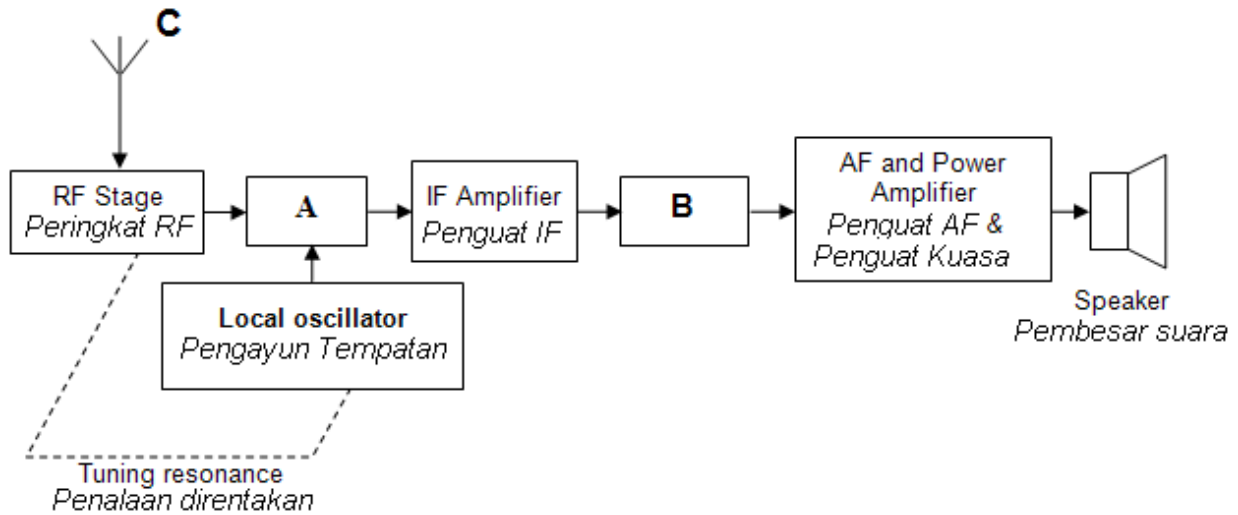 C
RF Stage
Peringkat RF
A
IF Amplifier
Penguat IF
B
AF and Power
Amplifier
Penguat AF &
Penguat Kuasa
Local oscillator
Pengayun Tempatan
Speaker
Pembesar suara
Tuning resonance
Penalaan direntakan